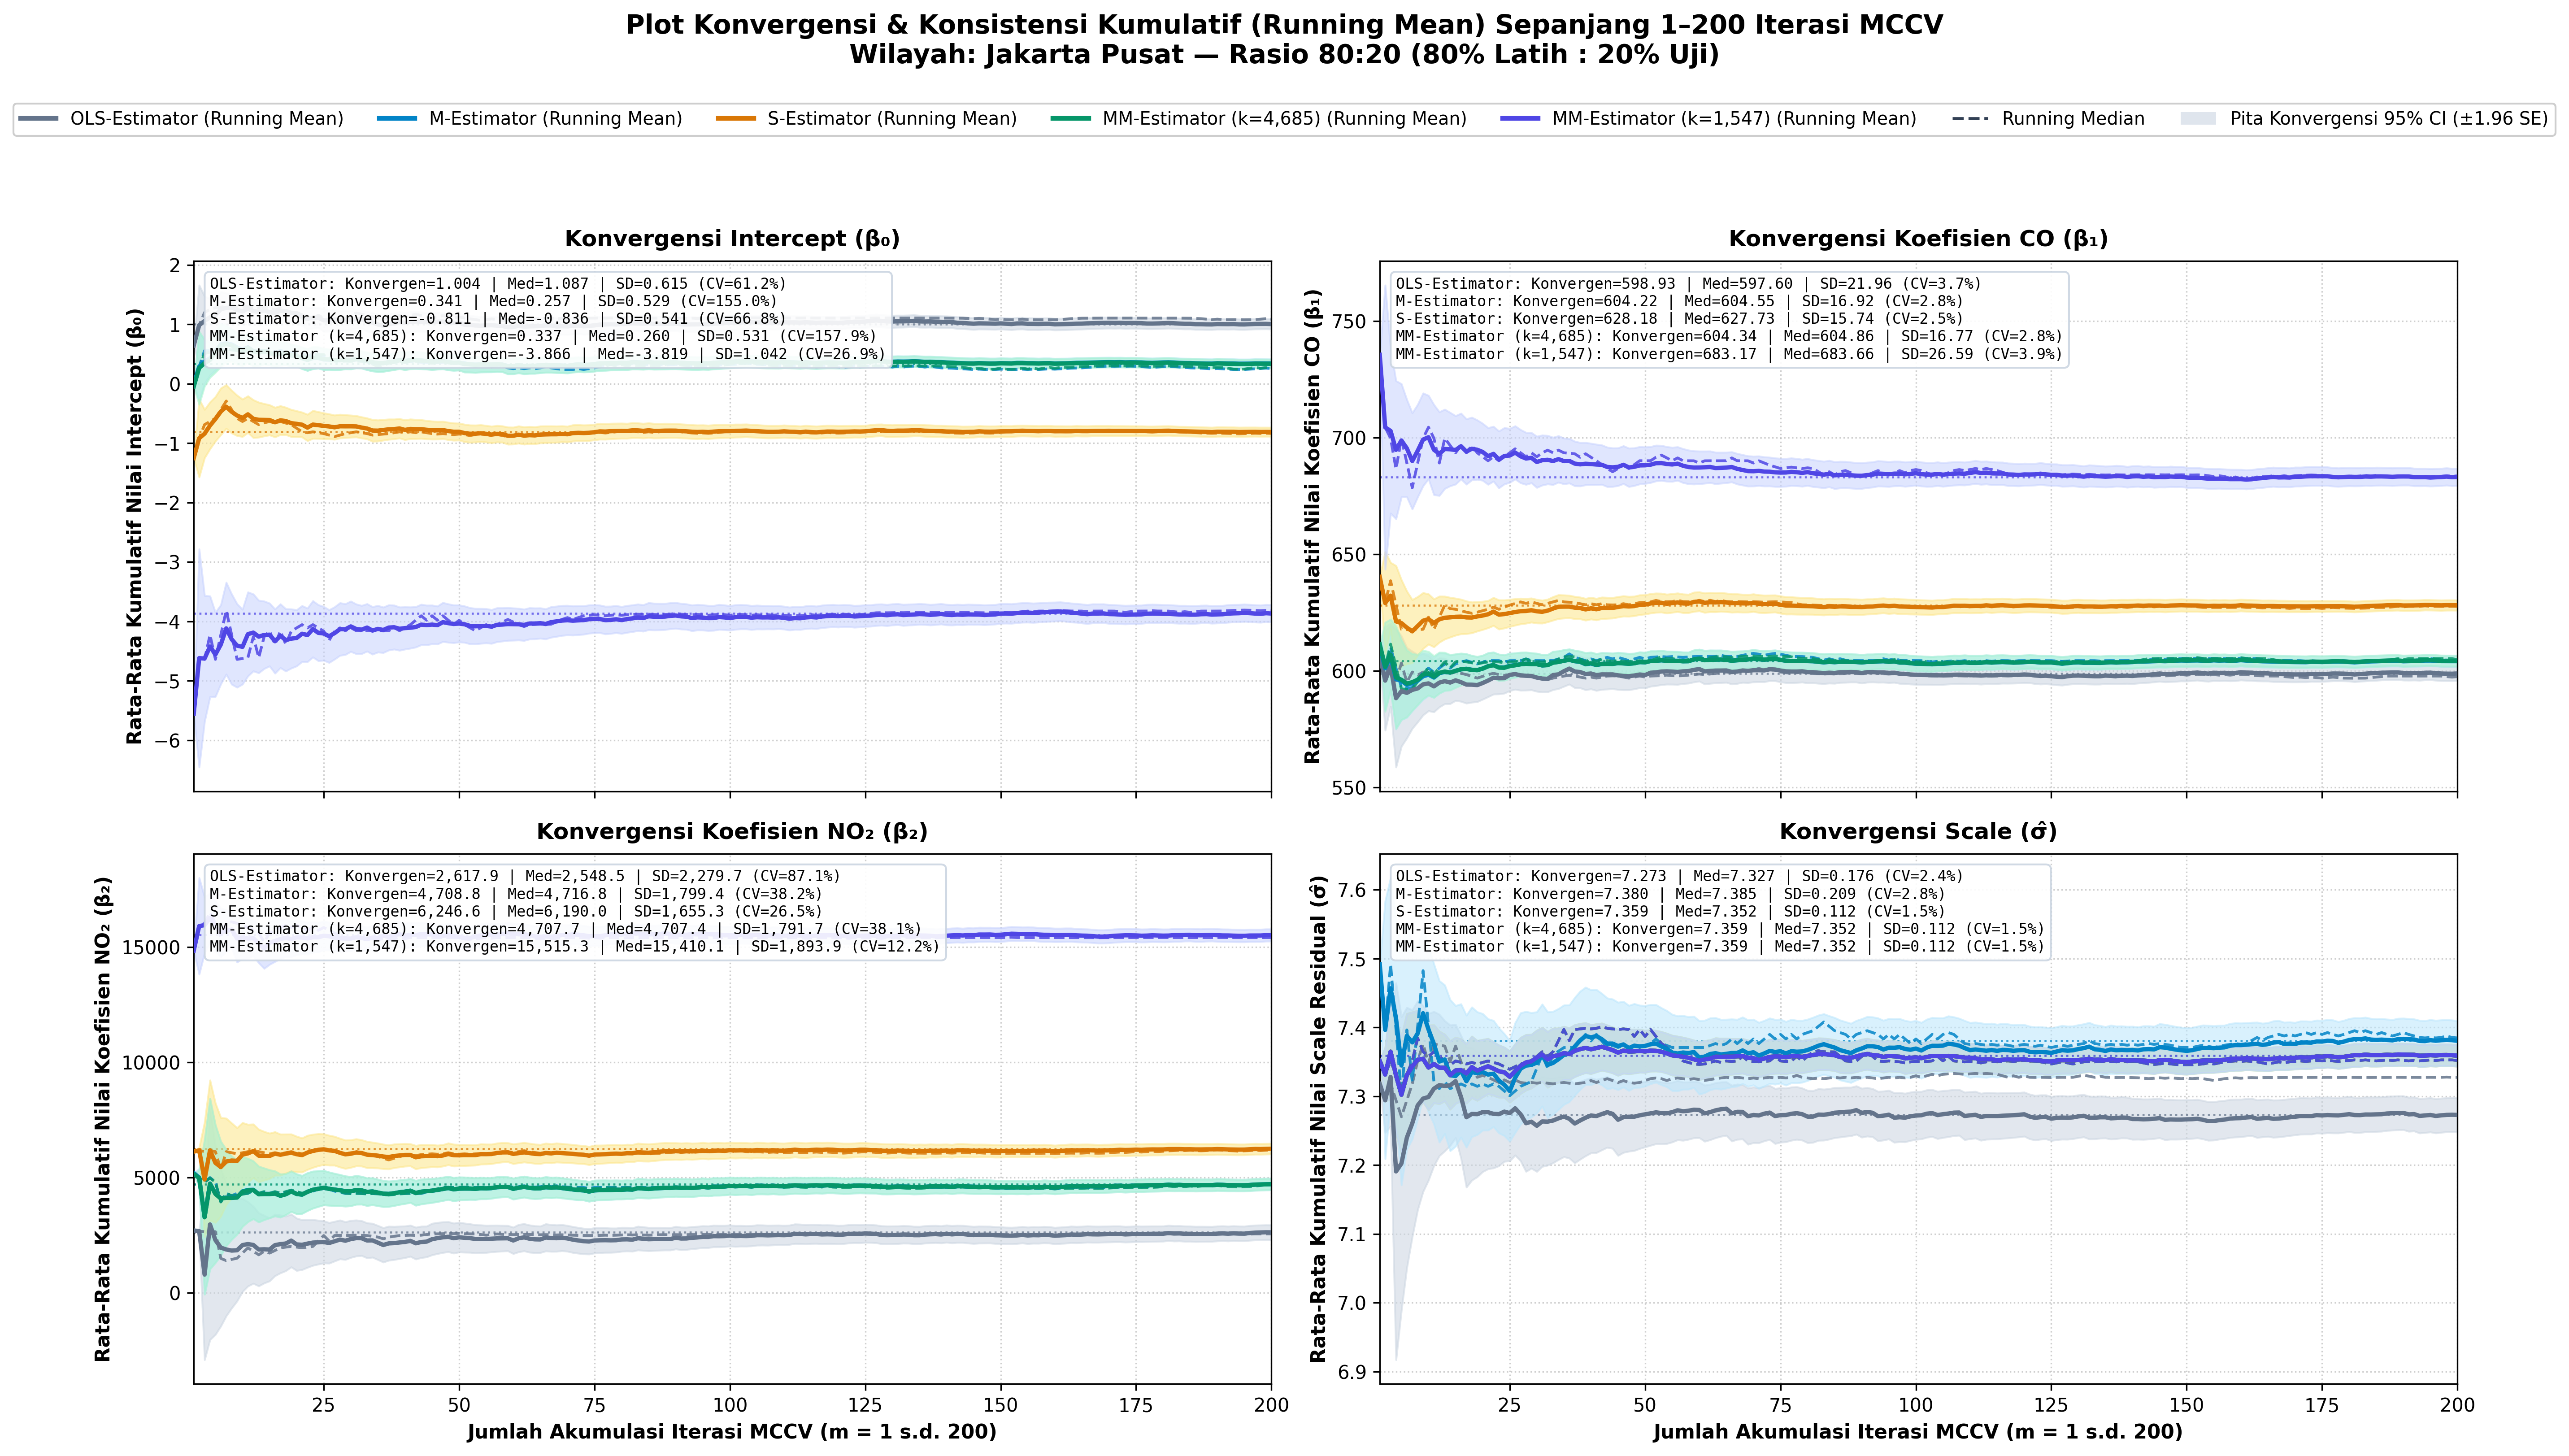 Plot Konvergensi & Konsistensi Kumulatif (Running Mean) Sepanjang 1–200 Iterasi MCCV
Wilayah: Jakarta Pusat — Rasio 80:20 (80% Latih : 20% Uji)
OLS-Estimator (Running Mean)
M-Estimator (Running Mean)
S-Estimator (Running Mean)
MM-Estimator (k=4,685) (Running Mean)
MM-Estimator (k=1,547) (Running Mean)
Running Median
Pita Konvergensi 95% CI (±1.96 SE)
Konvergensi Intercept (β₀)
Rata-Rata Kumulatif Nilai Intercept (β₀)
2
1
0
−1
−2
−3
−4
−5
−6
OLS-Estimator: Konvergen=1.004 | Med=1.087 | SD=0.615 (CV=61.2%)
M-Estimator: Konvergen=0.341 | Med=0.257 | SD=0.529 (CV=155.0%)
S-Estimator: Konvergen=-0.811 | Med=-0.836 | SD=0.541 (CV=66.8%)
MM-Estimator (k=4,685): Konvergen=0.337 | Med=0.260 | SD=0.531 (CV=157.9%)
MM-Estimator (k=1,547): Konvergen=-3.866 | Med=-3.819 | SD=1.042 (CV=26.9%)
Konvergensi Koefisien CO (β₁)
Rata-Rata Kumulatif Nilai Koefisien CO (β₁)
750
700
650
600
550
OLS-Estimator: Konvergen=598.93 | Med=597.60 | SD=21.96 (CV=3.7%)
M-Estimator: Konvergen=604.22 | Med=604.55 | SD=16.92 (CV=2.8%)
S-Estimator: Konvergen=628.18 | Med=627.73 | SD=15.74 (CV=2.5%)
MM-Estimator (k=4,685): Konvergen=604.34 | Med=604.86 | SD=16.77 (CV=2.8%)
MM-Estimator (k=1,547): Konvergen=683.17 | Med=683.66 | SD=26.59 (CV=3.9%)
Konvergensi Koefisien NO₂ (β₂)
Rata-Rata Kumulatif Nilai Koefisien NO₂ (β₂)
15000
10000
5000
0
OLS-Estimator: Konvergen=2,617.9 | Med=2,548.5 | SD=2,279.7 (CV=87.1%)
M-Estimator: Konvergen=4,708.8 | Med=4,716.8 | SD=1,799.4 (CV=38.2%)
S-Estimator: Konvergen=6,246.6 | Med=6,190.0 | SD=1,655.3 (CV=26.5%)
MM-Estimator (k=4,685): Konvergen=4,707.7 | Med=4,707.4 | SD=1,791.7 (CV=38.1%)
MM-Estimator (k=1,547): Konvergen=15,515.3 | Med=15,410.1 | SD=1,893.9 (CV=12.2%)
25 50 75 100 125 150 175 200
Jumlah Akumulasi Iterasi MCCV (m = 1 s.d. 200)
Konvergensi Scale (σ̂)
Rata-Rata Kumulatif Nilai Scale Residual (σ̂)
7.6
7.5
7.4
7.3
7.2
7.1
7.0
6.9
OLS-Estimator: Konvergen=7.273 | Med=7.327 | SD=0.176 (CV=2.4%)
M-Estimator: Konvergen=7.380 | Med=7.385 | SD=0.209 (CV=2.8%)
S-Estimator: Konvergen=7.359 | Med=7.352 | SD=0.112 (CV=1.5%)
MM-Estimator (k=4,685): Konvergen=7.359 | Med=7.352 | SD=0.112 (CV=1.5%)
MM-Estimator (k=1,547): Konvergen=7.359 | Med=7.352 | SD=0.112 (CV=1.5%)
25 50 75 100 125 150 175 200
Jumlah Akumulasi Iterasi MCCV (m = 1 s.d. 200)